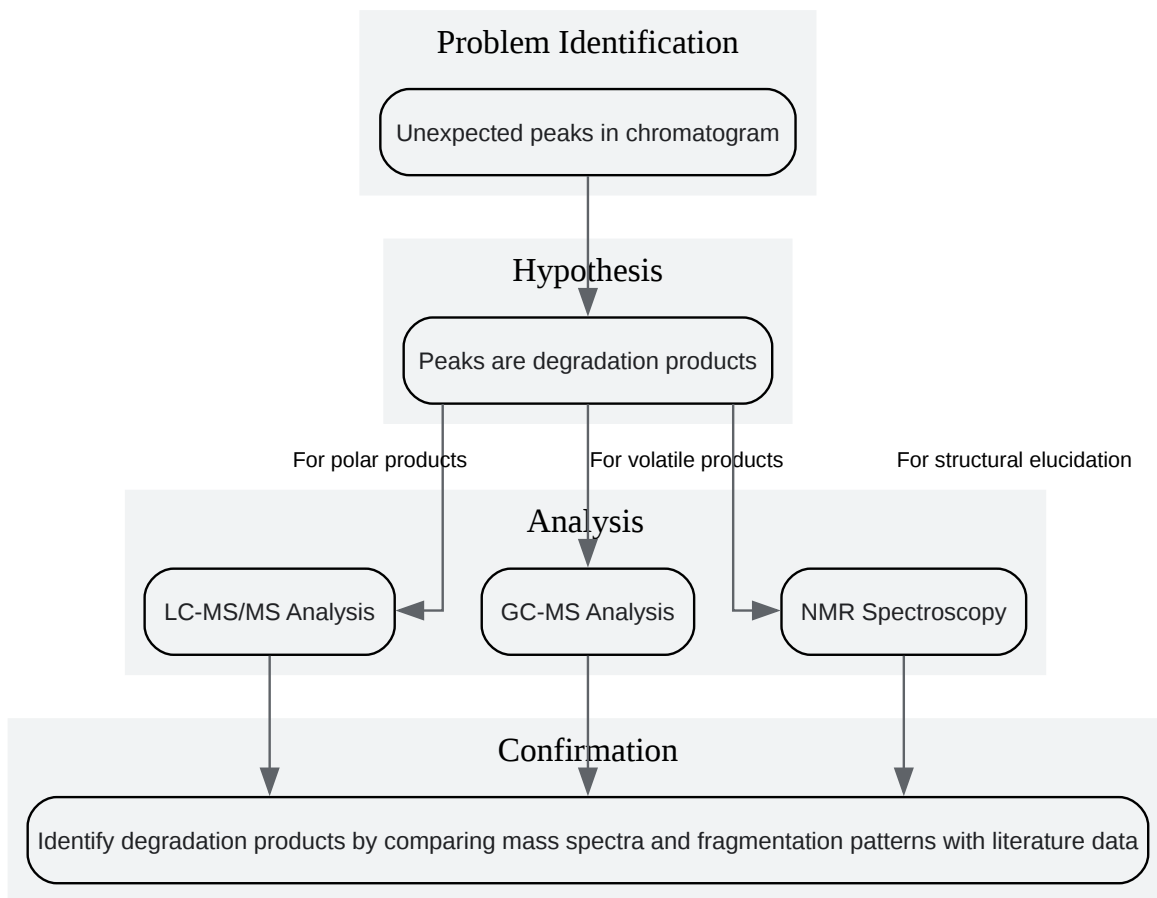 Problem Identification
Unexpected peaks in chromatogram
Hypothesis
Peaks are degradation products
For polar products
For volatile products
For structural elucidation
Analysis
LC-MS/MS Analysis
GC-MS Analysis
NMR Spectroscopy
Confirmation
Identify degradation products by comparing mass spectra and fragmentation patterns with literature data